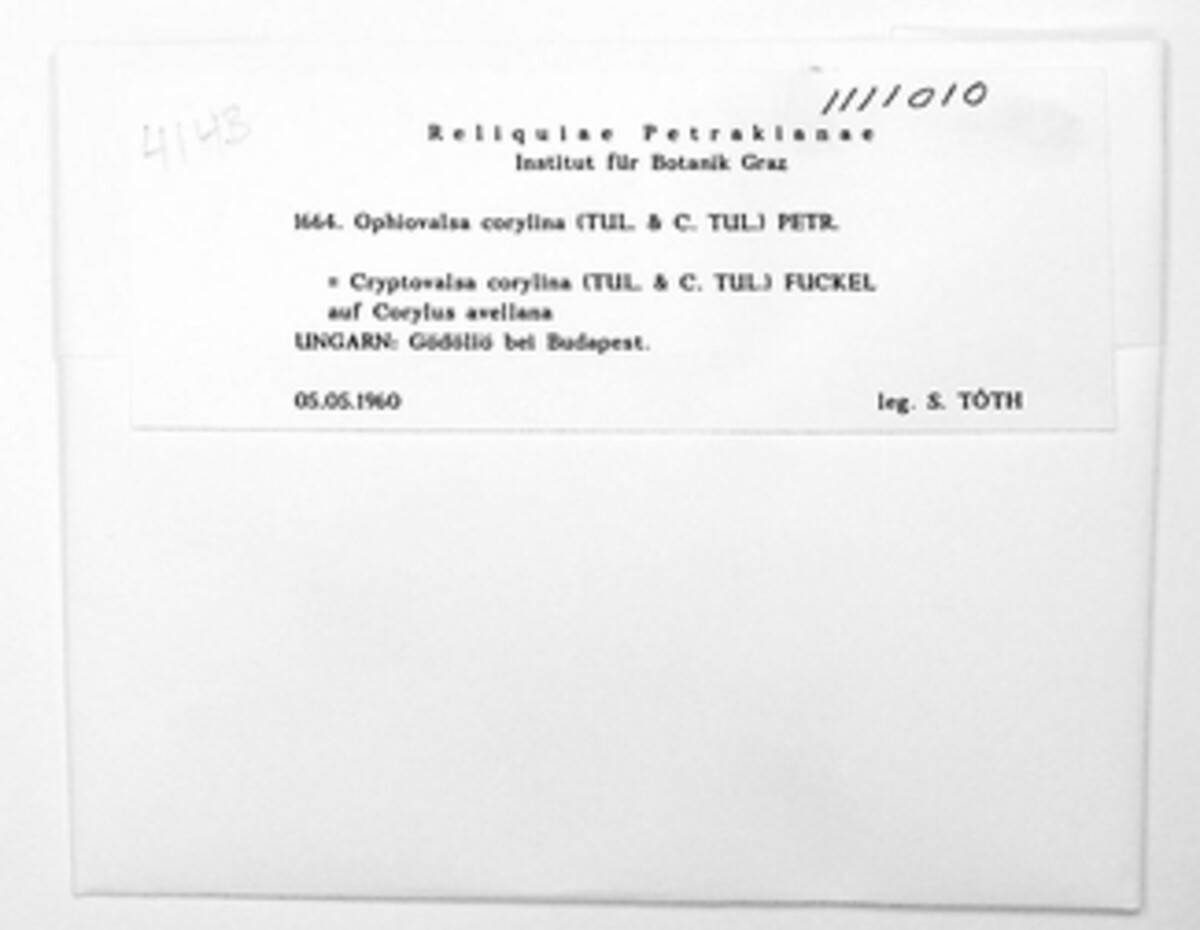 1111010
4143
Reliquiae Petrakianae
Institut für Botanik Graz
1664. Ophiovalsa corylina (TUL. & C. TUL.) PETR.
= Cryptovalsa corylina (TUL. & C. TUL.) FUCKEL
auf Corylus avellana
UNGARN: Gödöllö bei Budapest.
05.05.1960 leg. S. TÓTH